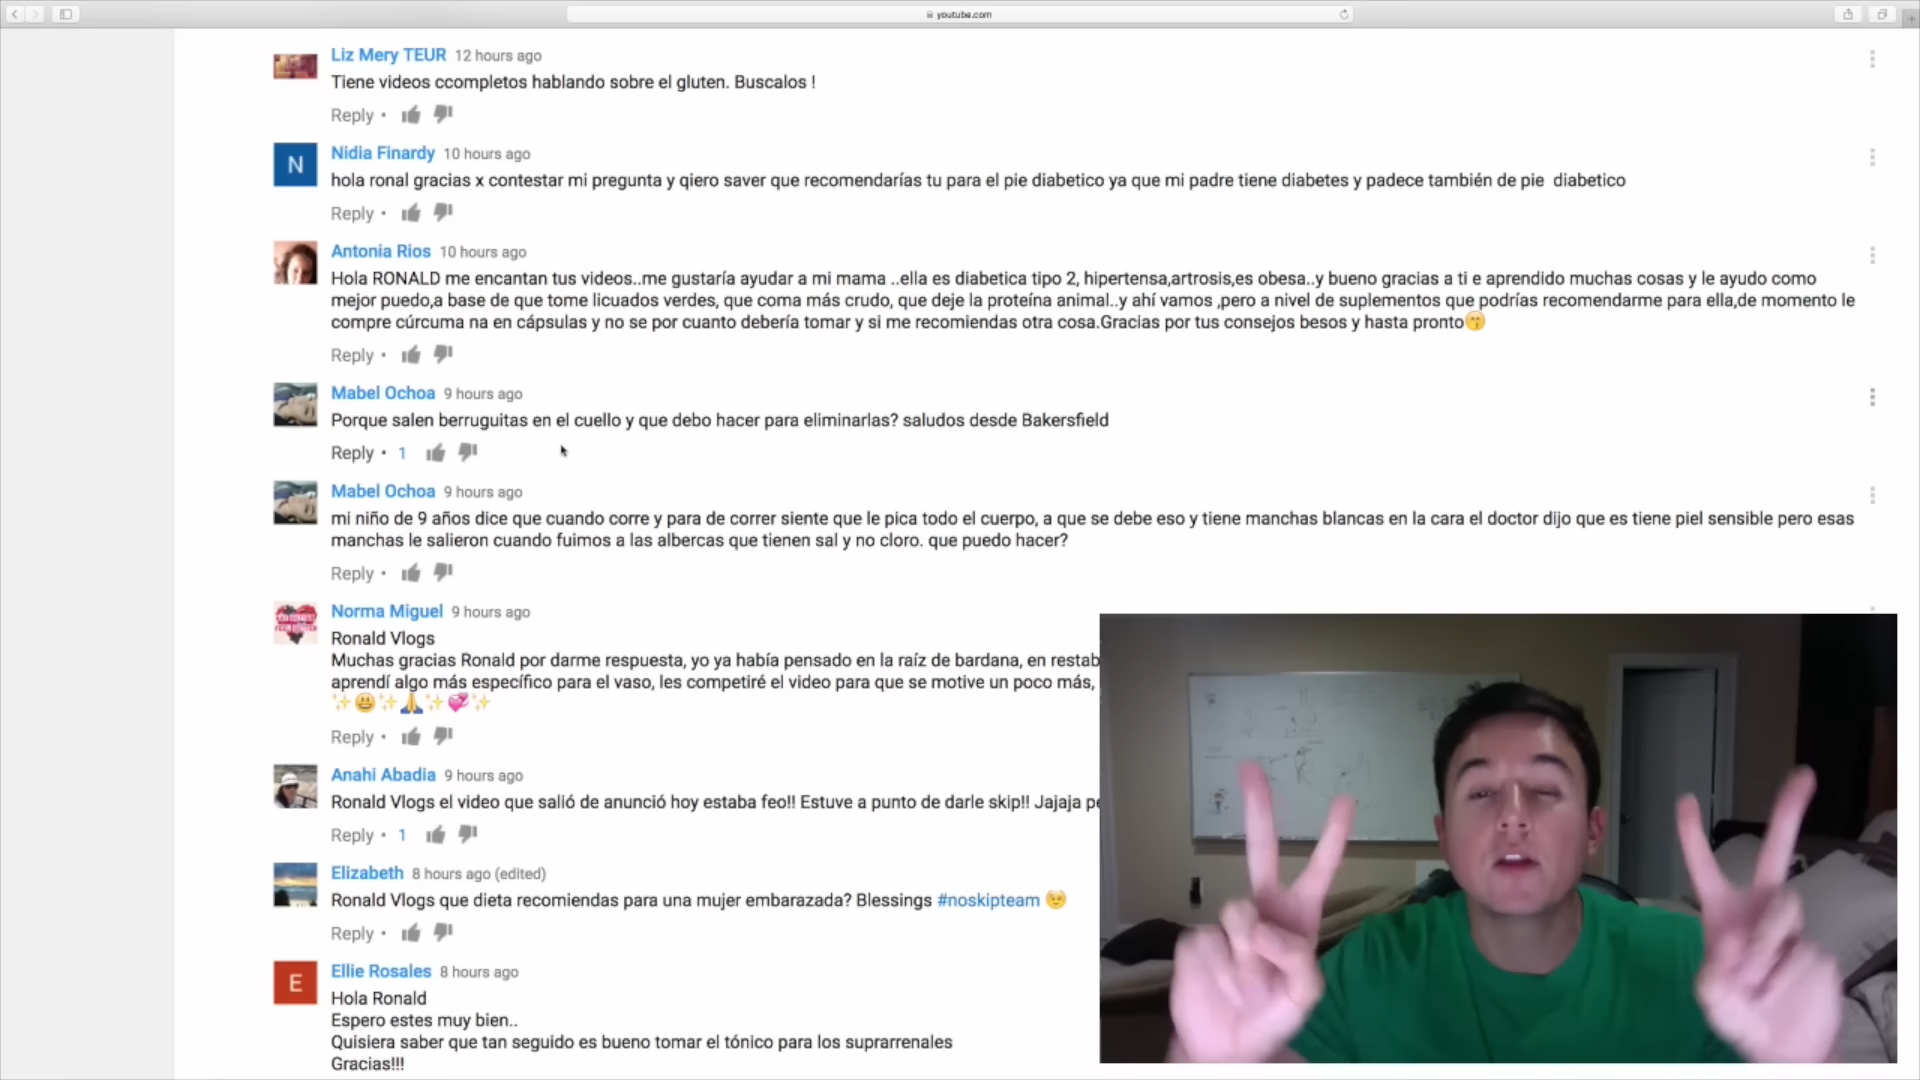 youtube.com
Liz Mery TEUR 12 hours ago
Tiene videos ccompletos hablando sobre el gluten. Buscalos !
Reply •
N
Nidia Finardy 10 hours ago
hola ronal gracias x contestar mi pregunta y qiero saver que recomendarías tu para el pie diabetico ya que mi padre tiene diabetes y padece también de pie diabetico
Reply •
Antonia Rios 10 hours ago
Hola RONALD me encantan tus videos..me gustaría ayudar a mi mama ..ella es diabetica tipo 2, hipertensa,artrosis,es obesa..y bueno gracias a ti e aprendido muchas cosas y le ayudo como
mejor puedo,a base de que tome licuados verdes, que coma más crudo, que deje la proteína animal..y ahí vamos ,pero a nivel de suplementos que podrías recomendarme para ella,de momento le
compre cúrcuma na en cápsulas y no se por cuanto debería tomar y si me recomiendas otra cosa.Gracias por tus consejos besos y hasta pronto😙
Reply •
Mabel Ochoa 9 hours ago
Porque salen berruguitas en el cuello y que debo hacer para eliminarlas? saludos desde Bakersfield
Reply • 1
Mabel Ochoa 9 hours ago
mi niño de 9 años dice que cuando corre y para de correr siente que le pica todo el cuerpo, a que se debe eso y tiene manchas blancas en la cara el doctor dijo que es tiene piel sensible pero esas
manchas le salieron cuando fuimos a las albercas que tienen sal y no cloro. que puedo hacer?
Reply •
Norma Miguel 9 hours ago
Ronald Vlogs
Muchas gracias Ronald por darme respuesta, yo ya había pensado en la raíz de bardana, en restab
aprendí algo más específico para el vaso, les competiré el video para que se motive un poco más,
✨😀✨🙏✨💞✨
Reply •
Anahi Abadia 9 hours ago
Ronald Vlogs el video que salió de anunció hoy estaba feo!! Estuve a punto de darle skip!! Jajaja pe
Reply • 1
Elizabeth 8 hours ago (edited)
Ronald Vlogs que dieta recomiendas para una mujer embarazada? Blessings #noskipteam 😉
Reply •
E
Ellie Rosales 8 hours ago
Hola Ronald
Espero estes muy bien..
Quisiera saber que tan seguido es bueno tomar el tónico para los suprarrenales
Gracias!!!